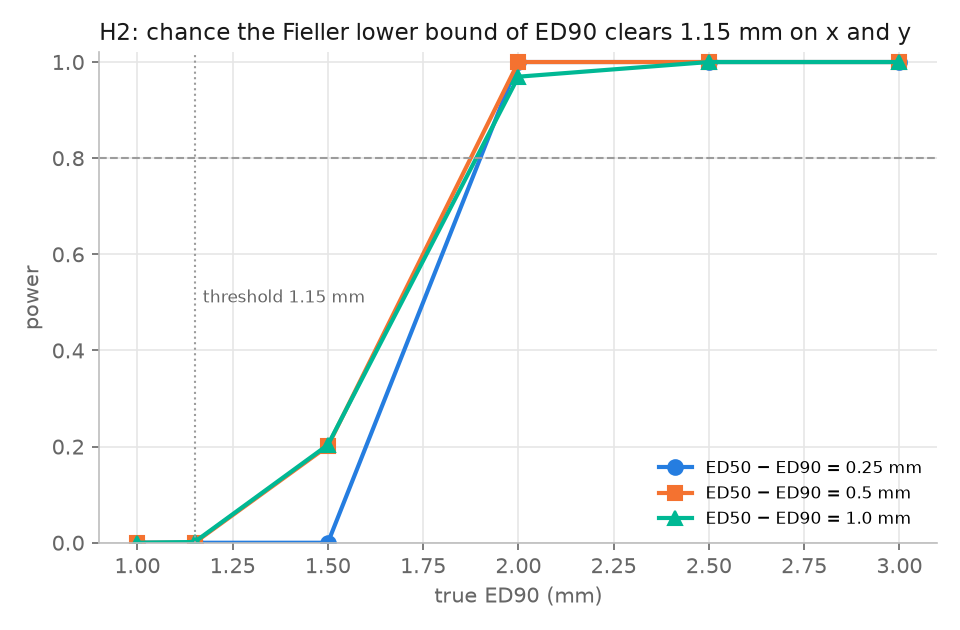 H2: chance the Fieller lower bound of ED90 clears 1.15 mm on x and y
1.0
0.8
0.6
0.4
0.2
0.0
power
threshold 1.15 mm
ED50 − ED90 = 0.25 mm
ED50 − ED90 = 0.5 mm
ED50 − ED90 = 1.0 mm
1.00 1.25 1.50 1.75 2.00 2.25 2.50 2.75 3.00
true ED90 (mm)